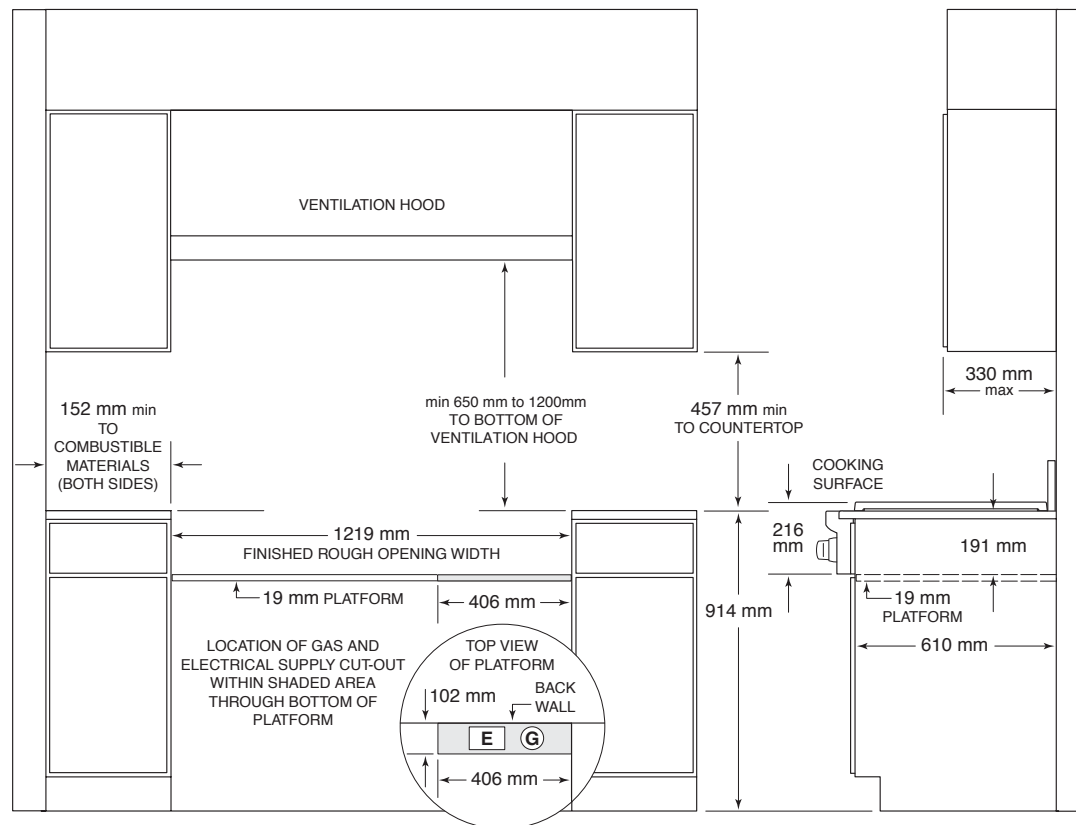 VENTILATION HOOD
330 mm
max
152 mm min
TO
COMBUSTIBLE
MATERIALS
(BOTH SIDES)
min 650 mm to 1200mm
TO BOTTOM OF
VENTILATION HOOD
457 mm min
TO COUNTERTOP
COOKING
SURFACE
1219 mm
FINISHED ROUGH OPENING WIDTH
216
mm
191 mm
19 mm PLATFORM
406 mm
914 mm
19 mm
PLATFORM
610 mm
LOCATION OF GAS AND
ELECTRICAL SUPPLY CUT-OUT
WITHIN SHADED AREA
THROUGH BOTTOM OF
PLATFORM
TOP VIEW
OF PLATFORM
102 mm
BACK
WALL
E G
406 mm